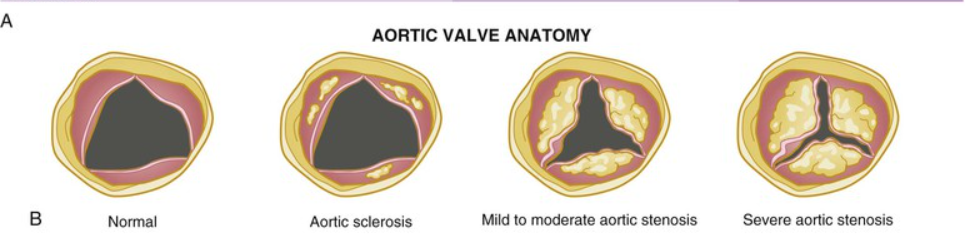 A
AORTIC VALVE ANATOMY
B
Normal
Aortic sclerosis
Mild to moderate aortic stenosis
Severe aortic stenosis